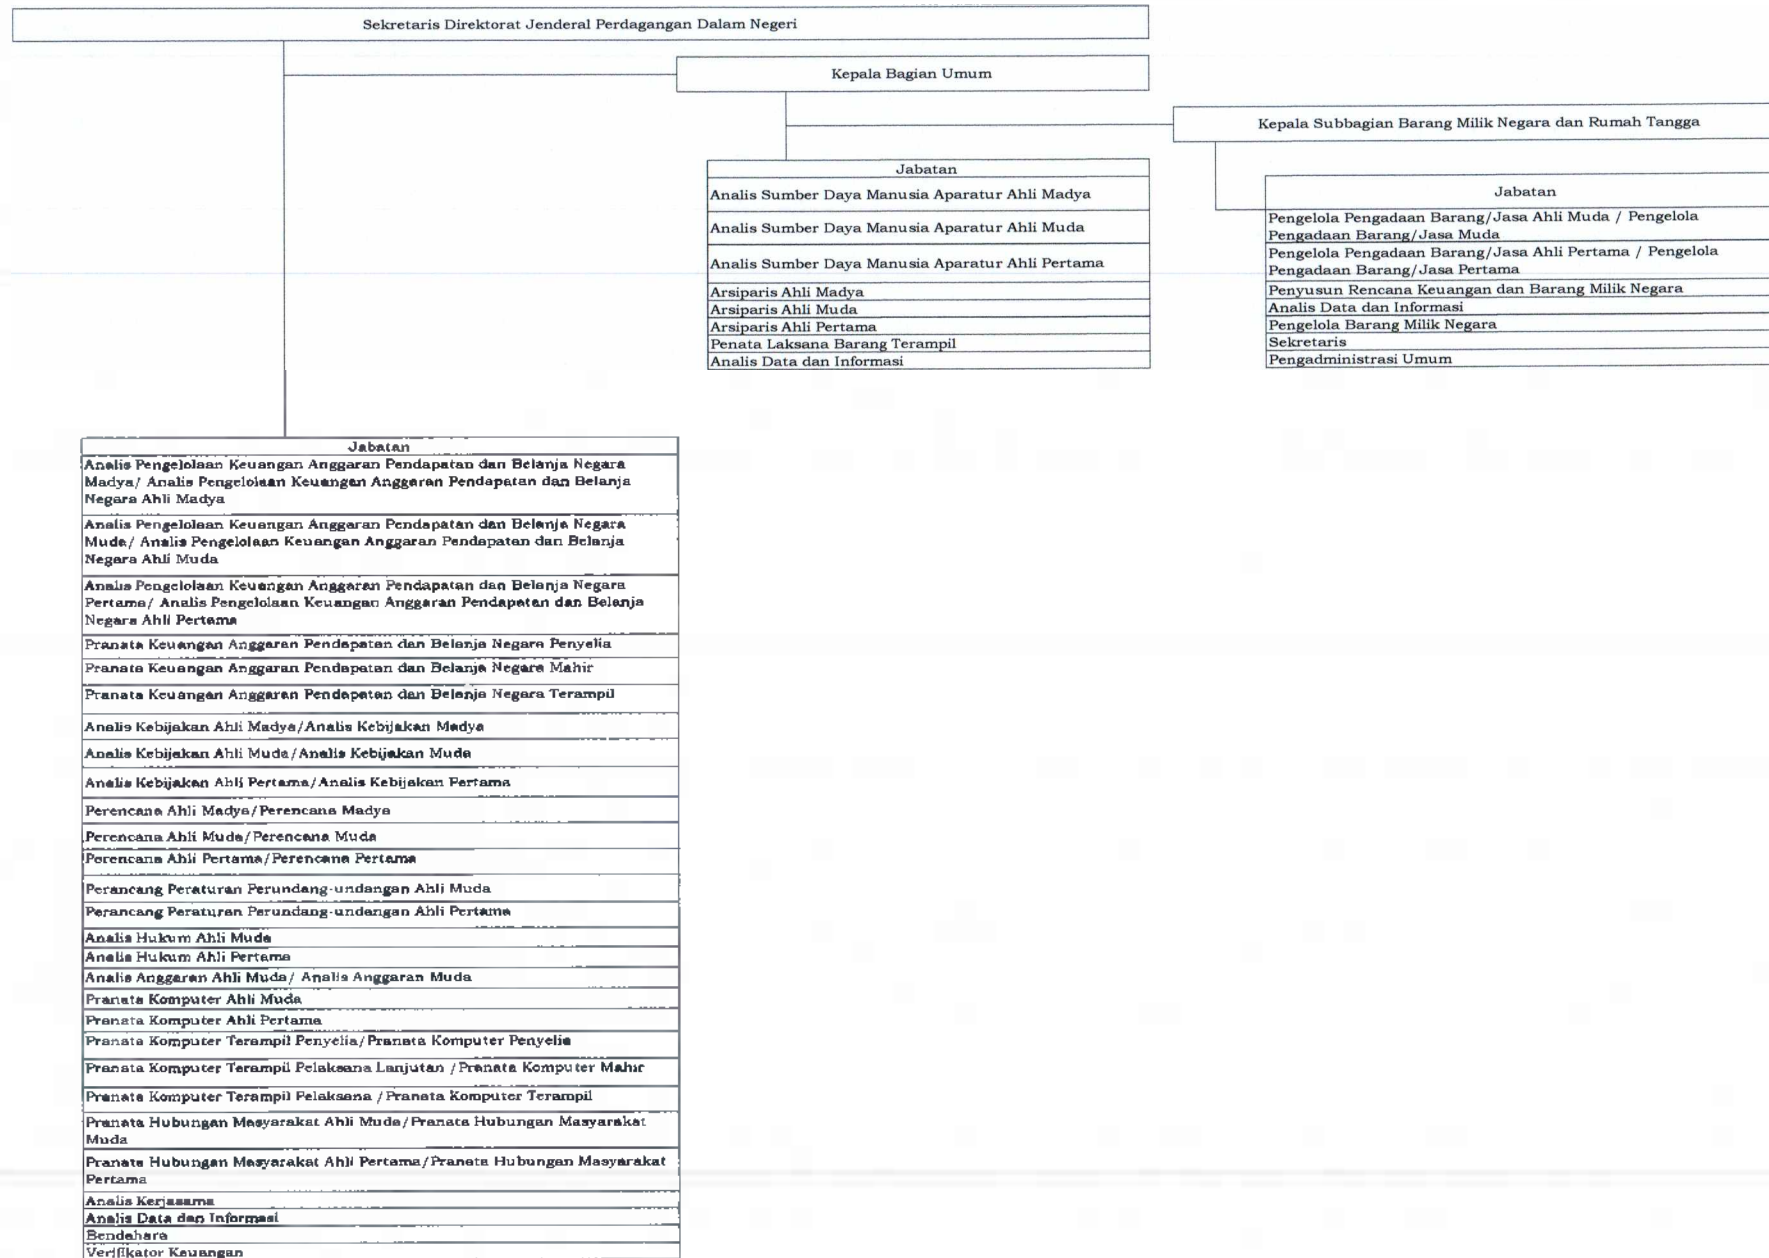 Sekretaris Direktorat Jenderal Perdagangan Dalam Negeri
Kepala Bagian Umum
Kepala Subbagian Barang Milik Negara dan Rumah Tangga
Jabatan
Analis Sumber Daya Manusia Aparatur Ahli Madya
Analis Sumber Daya Manusia Aparatur Ahli Muda
Analis Sumber Daya Manusia Aparatur Ahli Pertama
Arsiparis Ahli Madya
Arsiparis Ahli Muda
Arsiparis Ahli Pertama
Penata Laksana Barang Terampil
Analis Data dan Informasi
Jabatan
Pengelola Pengadaan Barang/Jasa Ahli Muda / Pengelola
Pengadaan Barang/Jasa Muda
Pengelola Pengadaan Barang/Jasa Ahli Pertama / Pengelola
Pengadaan Barang/Jasa Pertama
Penyusun Rencana Keuangan dan Barang Milik Negara
Analis Data dan Informasi
Pengelola Barang Milik Negara
Sekretaris
Pengadministrasi Umum
Jabatan
Analis Pengelolaan Keuangan Anggaran Pendapatan dan Belanja Negara
Madya/ Analis Pengelolaan Keuangan Anggaran Pendapatan dan Belanja
Negara Ahli Madya
Analis Pengelolaan Keuangan Anggaran Pendapatan dan Belanja Negara
Muda/ Analis Pengelolaan Keuangan Anggaran Pendapatan dan Belanja
Negara Ahli Muda
Analis Pengelolaan Keuangan Anggaran Pendapatan dan Belanja Negara
Pertama/ Analis Pengelolaan Keuangan Anggaran Pendapatan dan Belanja
Negara Ahli Pertama
Pranata Keuangan Anggaran Pendapatan dan Belanja Negara Penyelia
Pranata Keuangan Anggaran Pendapatan dan Belanja Negara Mahir
Pranata Keuangan Anggaran Pendapatan dan Belanja Negara Terampil
Analis Kebijakan Ahli Madya/Analis Kebijakan Madya
Analis Kebijakan Ahli Muda/Analis Kebijakan Muda
Analis Kebijakan Ahli Pertama/Analis Kebijakan Pertama
Perencana Ahli Madya/Perencana Madya
Perencana Ahli Muda/Perencana Muda
Perencana Ahli Pertama/Perencana Pertama
Perancang Peraturan Perundang-undangan Ahli Muda
Perancang Peraturan Perundang-undangan Ahli Pertama
Analis Hukum Ahli Muda
Analis Hukum Ahli Pertama
Analis Anggaran Ahli Muda/ Analis Anggaran Muda
Pranata Komputer Ahli Muda
Pranata Komputer Ahli Pertama
Pranata Komputer Terampil Penyelia/Pranata Komputer Penyelia
Pranata Komputer Terampil Pelaksana Lanjutan /Pranata Komputer Mahir
Pranata Komputer Terampil Pelaksana /Pranata Komputer Terampil
Pranata Hubungan Masyarakat Ahli Muda/Pranata Hubungan Masyarakat
Muda
Pranata Hubungan Masyarakat Ahli Pertama/Pranata Hubungan Masyarakat
Pertama
Analis Kerjasama
Analis Data dan Informasi
Bendahara
Verifikator Keuangan